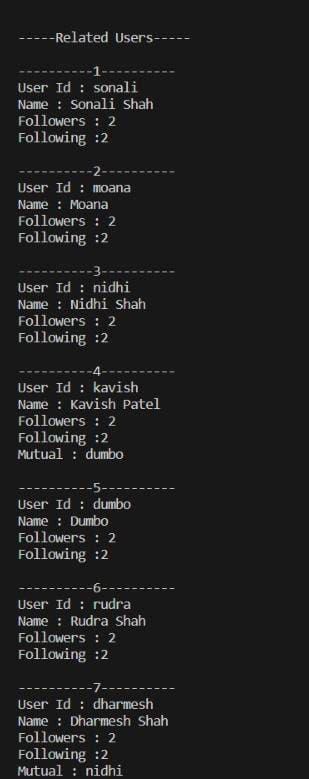 -----Related Users-----
----------1----------
User Id : sonali
Name : Sonali Shah
Followers : 2
Following :2
----------2----------
User Id : moana
Name : Moana
Followers : 2
Following :2
----------3----------
User Id : nidhi
Name : Nidhi Shah
Followers : 2
Following :2
----------4----------
User Id : kavish
Name : Kavish Patel
Followers : 2
Following :2
Mutual : dumbo
----------5----------
User Id : dumbo
Name : Dumbo
Followers : 2
Following :2
----------6----------
User Id : rudra
Name : Rudra Shah
Followers : 2
Following :2
----------7----------
User Id : dharmesh
Name : Dharmesh Shah
Followers : 2
Following :2
Mutual : nidhi